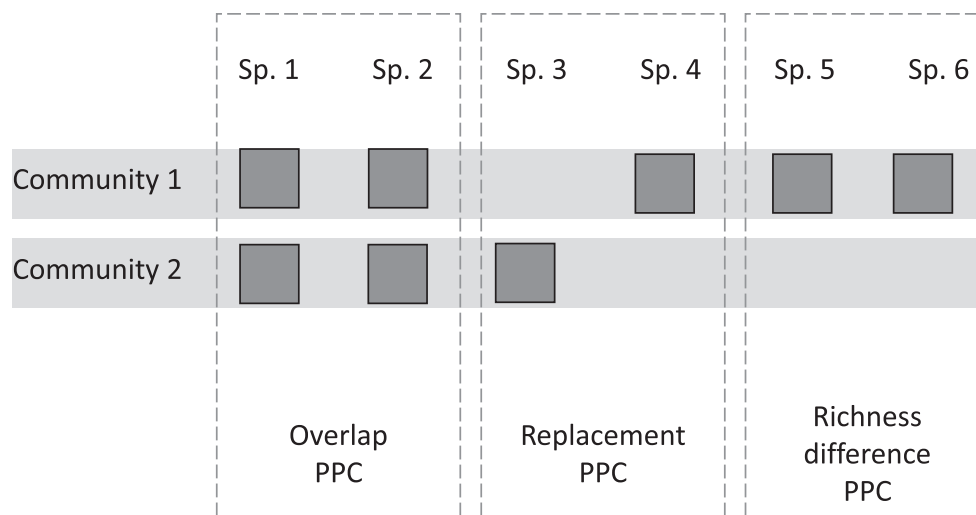 Sp. 1 Sp. 2 Sp. 3 Sp. 4 Sp. 5 Sp. 6
Community 1
Community 2
Overlap
PPC
Replacement
PPC
Richness
difference
PPC